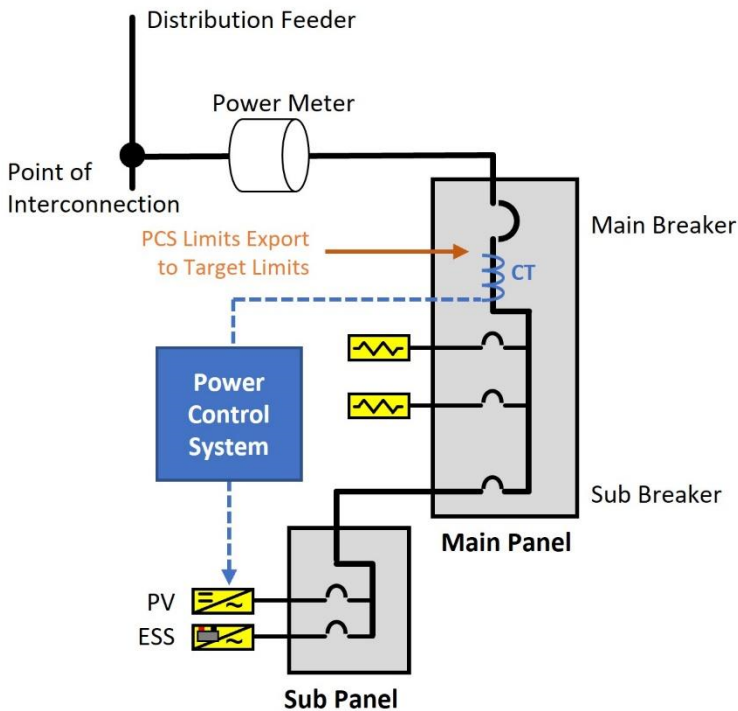 Distribution Feeder
Power Meter
Point of
Interconnection
Main Breaker
PCS Limits Export
to Target Limits
CT
Power
Control
System
Sub Breaker
Main Panel
PV
ESS
Sub Panel